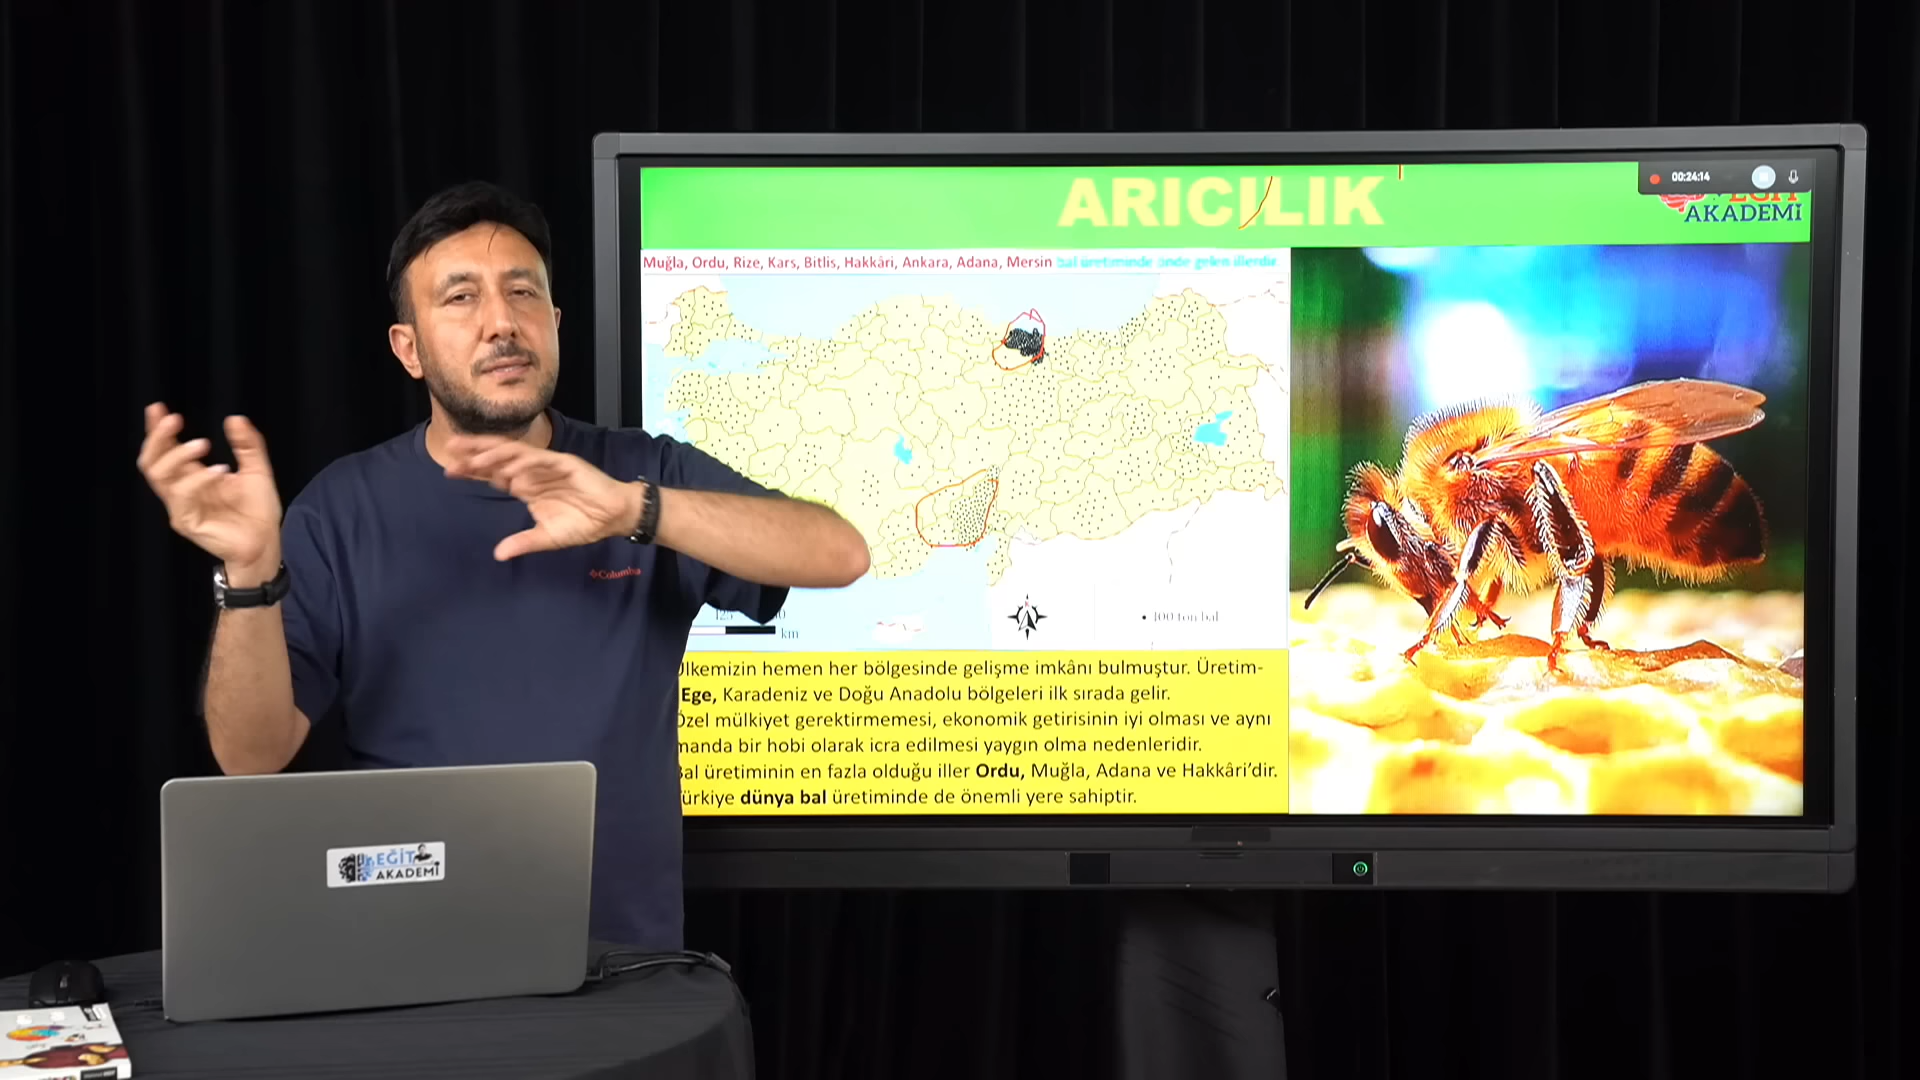 ARICILIK
00:24:14
EĞİT
AKADEMİ
Muğla, Ordu, Rize, Kars, Bitlis, Hakkâri, Ankara, Adana, Mersin bal üretiminde önde gelen illerdir.
km
100 ton bal
Ülkemizin hemen her bölgesinde gelişme imkânı bulmuştur. Üretim-
Ege, Karadeniz ve Doğu Anadolu bölgeleri ilk sırada gelir.
Özel mülkiyet gerektirmemesi, ekonomik getirisinin iyi olması ve aynı
manda bir hobi olarak icra edilmesi yaygın olma nedenleridir.
Bal üretiminin en fazla olduğu iller Ordu, Muğla, Adana ve Hakkâri'dir.
Türkiye dünya bal üretiminde de önemli yere sahiptir.
Columbia
EĞİT
AKADEMİ